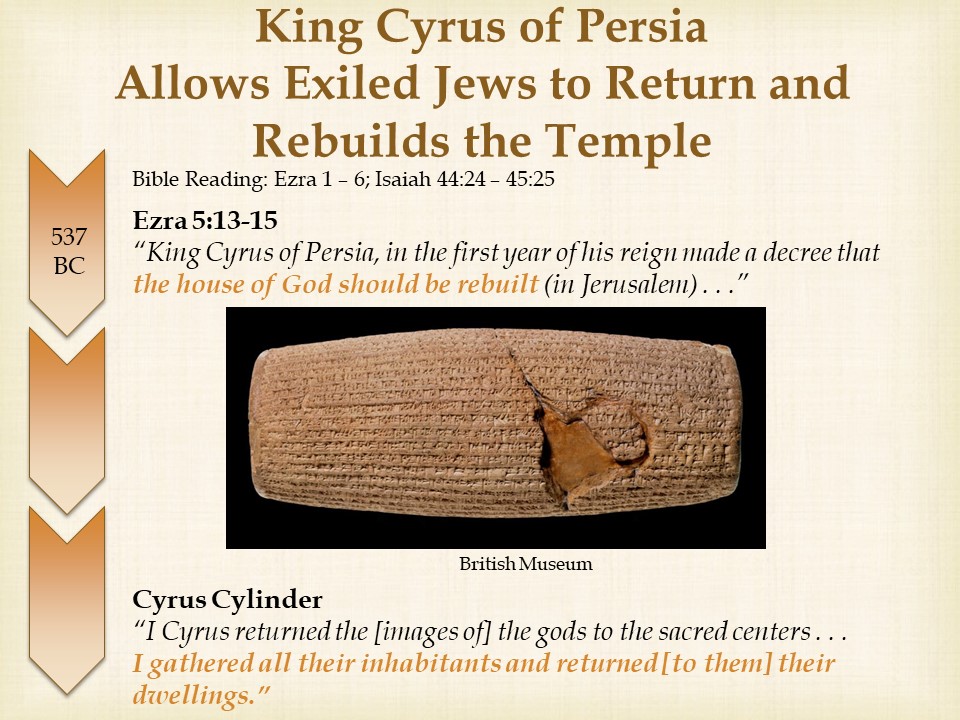 King Cyrus of Persia
Allows Exiled Jews to Return and
Rebuilds the Temple
Bible Reading: Ezra 1 – 6; Isaiah 44:24 – 45:25
537
BC
Ezra 5:13-15
“King Cyrus of Persia, in the first year of his reign made a decree that
the house of God should be rebuilt (in Jerusalem) . . .”
British Museum
Cyrus Cylinder
“I Cyrus returned the [images of] the gods to the sacred centers . . .
I gathered all their inhabitants and returned [to them] their
dwellings.”